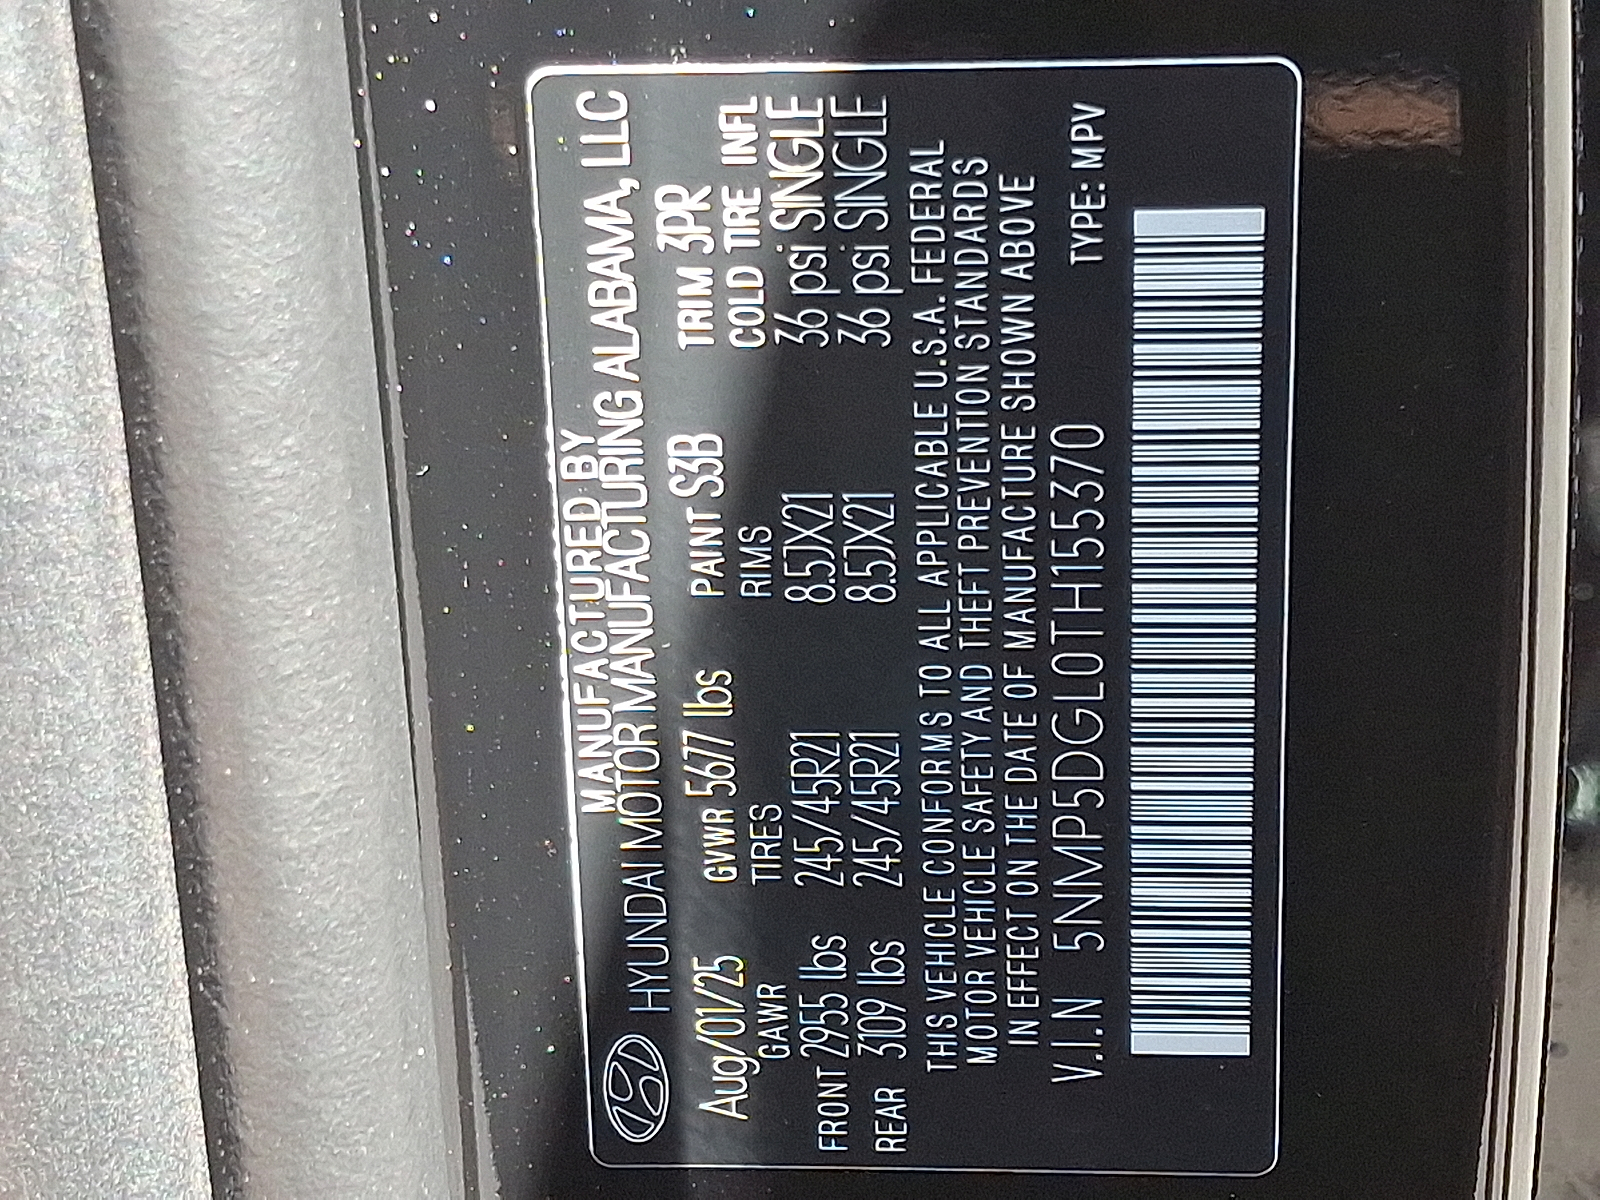 MANUFACTURED BY
HYUNDAI MOTOR MANUFACTURING ALABAMA, LLC
Aug/01/25 GVWR 5677 lbs PAINT S3B TRIM 3PR
GAWR TIRES RIMS COLD TIRE INFL
FRONT 2955 lbs 245/45R21 8.5JX21 36 psi SINGLE
REAR 3109 lbs 245/45R21 8.5JX21 36 psi SINGLE
THIS VEHICLE CONFORMS TO ALL APPLICABLE U.S.A. FEDERAL
MOTOR VEHICLE SAFETY AND THEFT PREVENTION STANDARDS
IN EFFECT ON THE DATE OF MANUFACTURE SHOWN ABOVE
V.I.N 5NMP5DGL0TH155370 TYPE: MPV